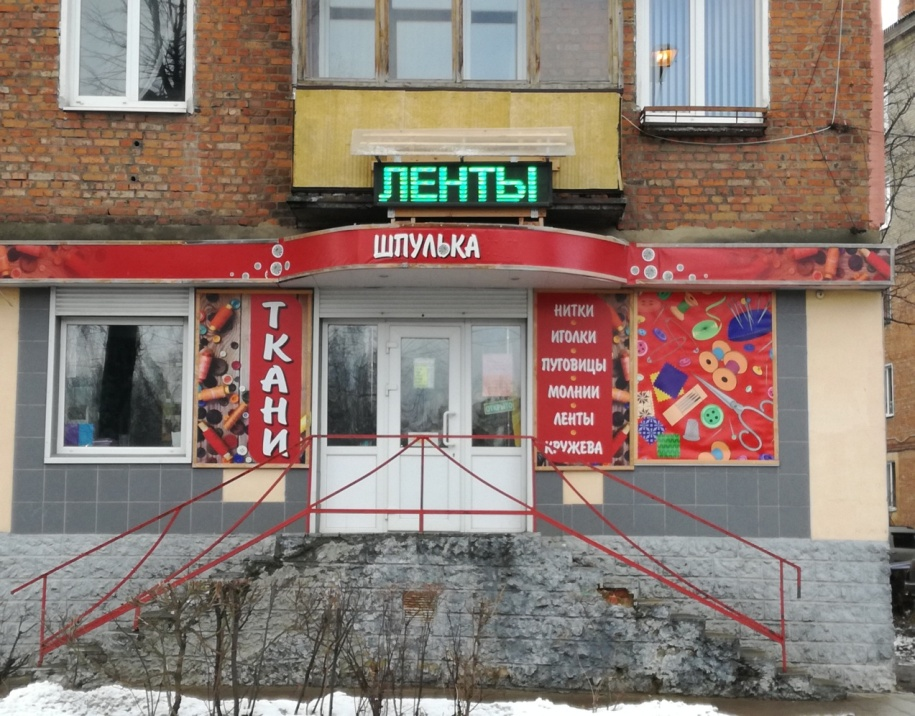 ЛЕНТЫ
ШПУЛЬКА
ТКАНИ
НИТКИ
ИГОЛКИ
ПУГОВИЦЫ
МОЛНИИ
ЛЕНТЫ
КРУЖЕВА